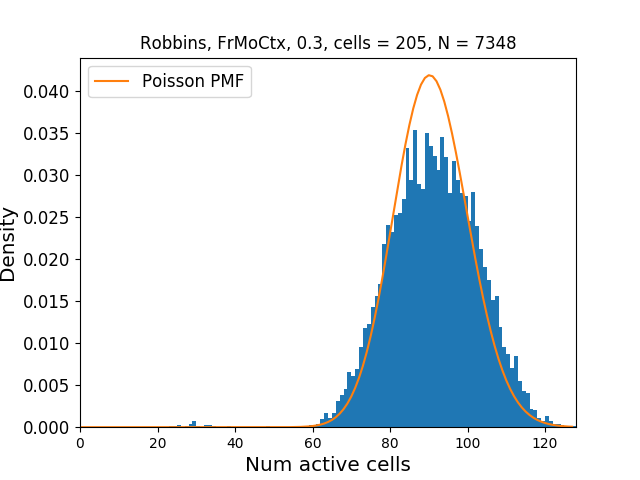 Robbins, FrMoCtx, 0.3, cells = 205, N = 7348
Poisson PMF
Density
0.040
0.035
0.030
0.025
0.020
0.015
0.010
0.005
0.000
0 20 40 60 80 100 120
Num active cells